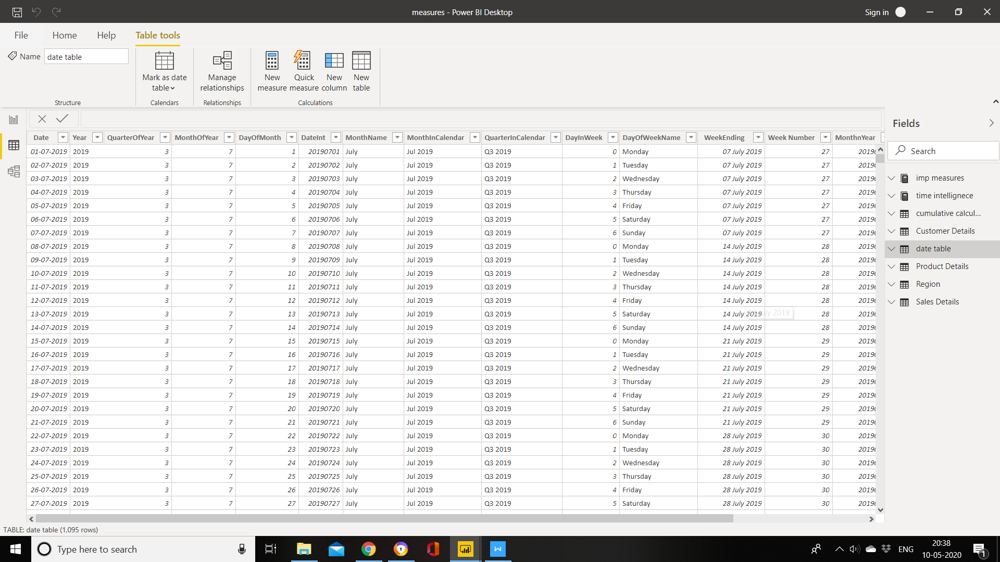 measures - Power BI Desktop
Sign in
File Home Help Table tools
Name date table
Mark as date table
Manage relationships
New measure
Quick measure
New column
New table
Structure Calendars Relationships Calculations
Fields
Search
imp measures
time intellignece
cumulative calcul...
Customer Details
date table
Product Details
Region
Sales Details
Date Year QuarterOfYear MonthOfYear DayOfMonth DateInt MonthName MonthInCalendar QuarterInCalendar DayInWeek DayOfWeekName WeekEnding Week Number MonthnYear
01-07-2019 2019 3 7 1 20190701 July Jul 2019 Q3 2019 0 Monday 07 July 2019 27 2019
02-07-2019 2019 3 7 2 20190702 July Jul 2019 Q3 2019 1 Tuesday 07 July 2019 27 2019
03-07-2019 2019 3 7 3 20190703 July Jul 2019 Q3 2019 2 Wednesday 07 July 2019 27 2019
04-07-2019 2019 3 7 4 20190704 July Jul 2019 Q3 2019 3 Thursday 07 July 2019 27 2019
05-07-2019 2019 3 7 5 20190705 July Jul 2019 Q3 2019 4 Friday 07 July 2019 27 2019
06-07-2019 2019 3 7 6 20190706 July Jul 2019 Q3 2019 5 Saturday 07 July 2019 27 2019
07-07-2019 2019 3 7 7 20190707 July Jul 2019 Q3 2019 6 Sunday 07 July 2019 27 2019
08-07-2019 2019 3 7 8 20190708 July Jul 2019 Q3 2019 0 Monday 14 July 2019 28 2019
09-07-2019 2019 3 7 9 20190709 July Jul 2019 Q3 2019 1 Tuesday 14 July 2019 28 2019
10-07-2019 2019 3 7 10 20190710 July Jul 2019 Q3 2019 2 Wednesday 14 July 2019 28 2019
11-07-2019 2019 3 7 11 20190711 July Jul 2019 Q3 2019 3 Thursday 14 July 2019 28 2019
12-07-2019 2019 3 7 12 20190712 July Jul 2019 Q3 2019 4 Friday 14 July 2019 28 2019
13-07-2019 2019 3 7 13 20190713 July Jul 2019 Q3 2019 5 Saturday 14 July 2019 28 2019
14-07-2019 2019 3 7 14 20190714 July Jul 2019 Q3 2019 6 Sunday 14 July 2019 28 2019
15-07-2019 2019 3 7 15 20190715 July Jul 2019 Q3 2019 0 Monday 21 July 2019 29 2019
16-07-2019 2019 3 7 16 20190716 July Jul 2019 Q3 2019 1 Tuesday 21 July 2019 29 2019
17-07-2019 2019 3 7 17 20190717 July Jul 2019 Q3 2019 2 Wednesday 21 July 2019 29 2019
18-07-2019 2019 3 7 18 20190718 July Jul 2019 Q3 2019 3 Thursday 21 July 2019 29 2019
19-07-2019 2019 3 7 19 20190719 July Jul 2019 Q3 2019 4 Friday 21 July 2019 29 2019
20-07-2019 2019 3 7 20 20190720 July Jul 2019 Q3 2019 5 Saturday 21 July 2019 29 2019
21-07-2019 2019 3 7 21 20190721 July Jul 2019 Q3 2019 6 Sunday 21 July 2019 29 2019
22-07-2019 2019 3 7 22 20190722 July Jul 2019 Q3 2019 0 Monday 28 July 2019 30 2019
23-07-2019 2019 3 7 23 20190723 July Jul 2019 Q3 2019 1 Tuesday 28 July 2019 30 2019
24-07-2019 2019 3 7 24 20190724 July Jul 2019 Q3 2019 2 Wednesday 28 July 2019 30 2019
25-07-2019 2019 3 7 25 20190725 July Jul 2019 Q3 2019 3 Thursday 28 July 2019 30 2019
26-07-2019 2019 3 7 26 20190726 July Jul 2019 Q3 2019 4 Friday 28 July 2019 30 2019
27-07-2019 2019 3 7 27 20190727 July Jul 2019 Q3 2019 5 Saturday 28 July 2019 30 2019
TABLE: date table (1,095 rows)
Type here to search
ENG
20:38
10-05-2020
1